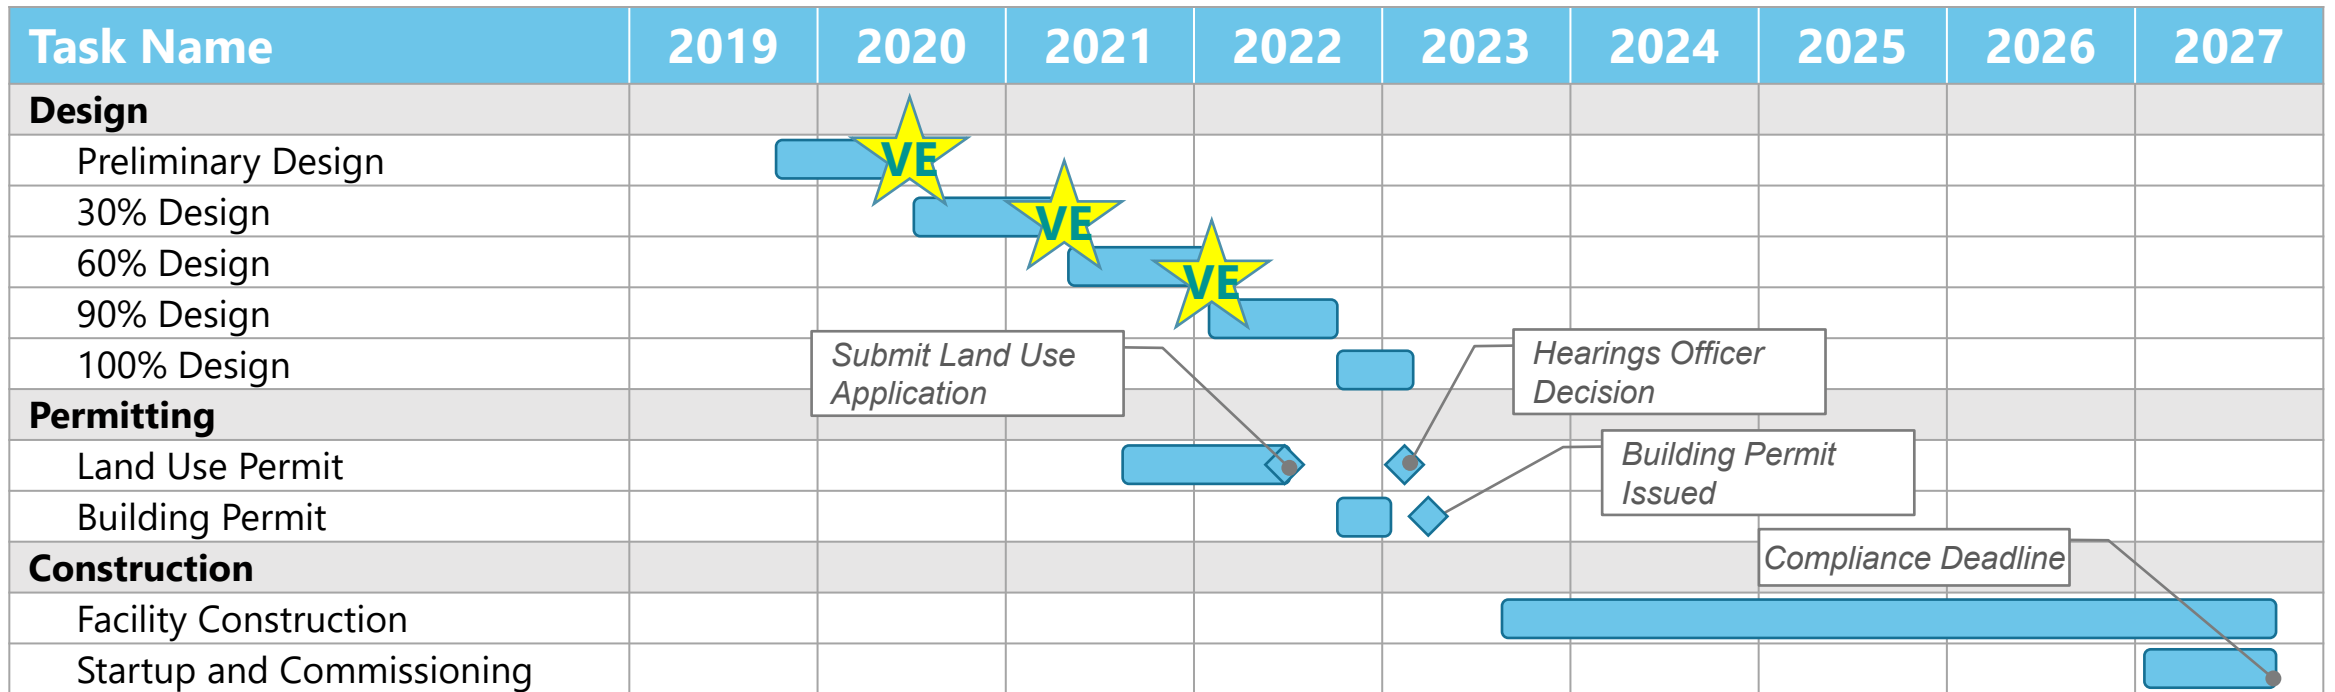 Task Name 2019 2020 2021 2022 2023 2024 2025 2026 2027
Design
Preliminary Design VE
30% Design VE
60% Design VE
90% Design
100% Design
Submit Land Use
Application
Hearings Officer
Decision
Permitting
Land Use Permit
Building Permit
Issued
Building Permit
Construction
Compliance Deadline
Facility Construction
Startup and Commissioning